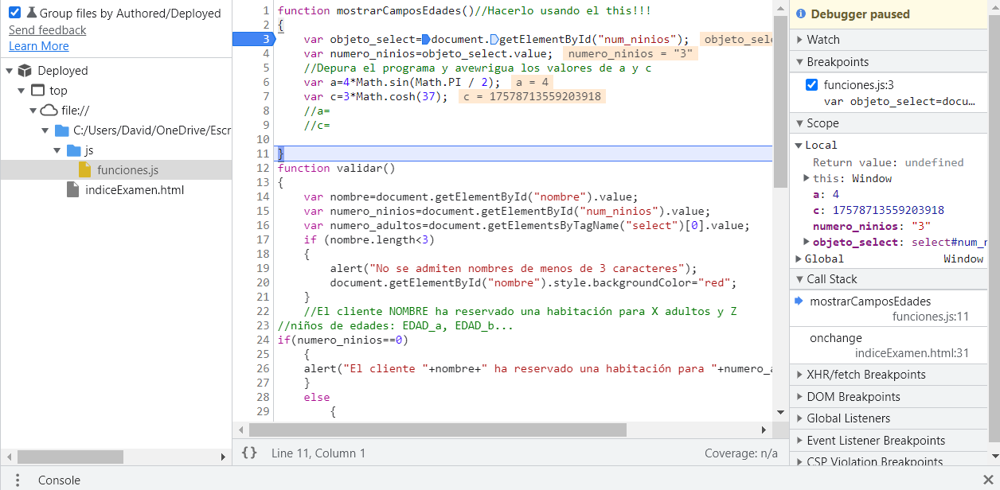 Group files by Authored/Deployed
Send feedback
Learn More
Deployed
top
file://
C:/Users/David/OneDrive/Escr
js
funciones.js
indiceExamen.html
1 function mostrarCamposEdades()//Hacerlo usando el this!!!
2 {
3 var objeto_select=document.getElementById("num_ninios"); objeto_sele
4 var numero_ninios=objeto_select.value; numero_ninios = "3"
5 //Depura el programa y avewrigua los valores de a y c
6 var a=4*Math.sin(Math.PI / 2); a = 4
7 var c=3*Math.cosh(37); c = 17578713559203918
8 //a=
9 //c=
10
11 }
12 function validar()
13 {
14 var nombre=document.getElementById("nombre").value;
15 var numero_ninios=document.getElementById("num_ninios").value;
16 var numero_adultos=document.getElementsByTagName("select")[0].value;
17 if (nombre.length<3)
18 {
19 alert("No se admiten nombres de menos de 3 caracteres");
20 document.getElementById("nombre").style.backgroundColor="red";
21 }
22 //El cliente NOMBRE ha reservado una habitación para X adultos y Z
23 //niños de edades: EDAD_a, EDAD_b...
24 if(numero_ninios==0)
25 {
26 alert("El cliente "+nombre+" ha reservado una habitación para "+numero_a
27 }
28 else
29 {
{} Line 11, Column 1
Coverage: n/a
Debugger paused
Watch
Breakpoints
funciones.js:3
var objeto_select=docu…
Scope
Local
Return value: undefined
this: Window
a: 4
c: 17578713559203918
numero_ninios: "3"
objeto_select: select#num_n
Global Window
Call Stack
mostrarCamposEdades
funciones.js:11
onchange
indiceExamen.html:31
XHR/fetch Breakpoints
DOM Breakpoints
Global Listeners
Event Listener Breakpoints
CSP Violation Breakpoints
Console